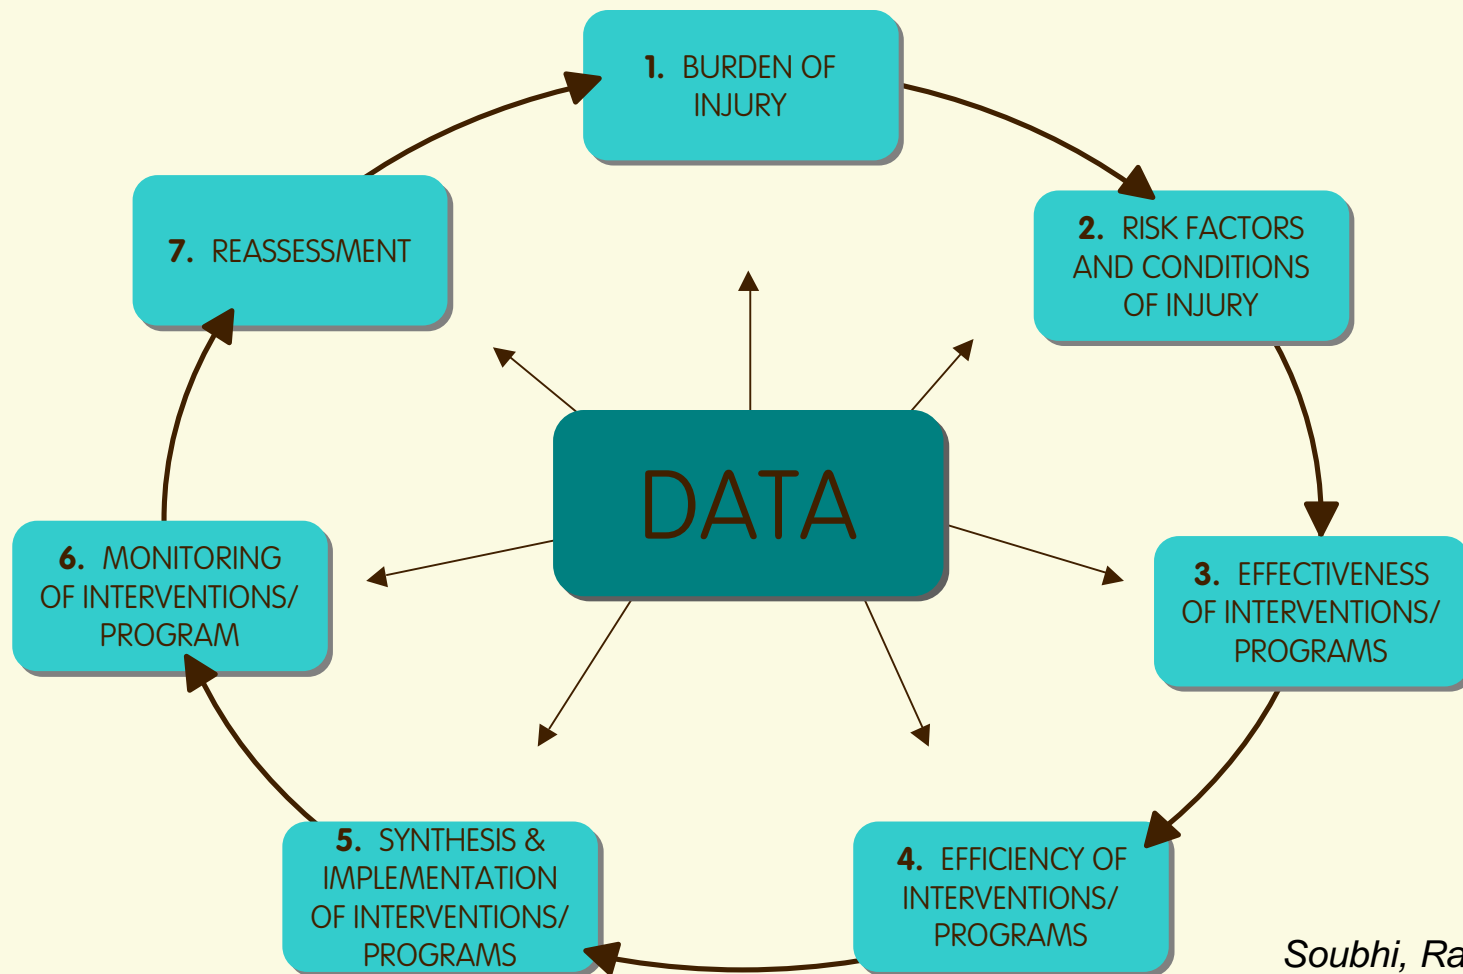 1. BURDEN OF
INJURY
2. RISK FACTORS
AND CONDITIONS
OF INJURY
3. EFFECTIVENESS
OF INTERVENTIONS/
PROGRAMS
4. EFFICIENCY OF
INTERVENTIONS/
PROGRAMS
5. SYNTHESIS &
IMPLEMENTATION
OF INTERVENTIONS/
PROGRAMS
6. MONITORING
OF INTERVENTIONS/
PROGRAM
7. REASSESSMENT
DATA
Soubhi, Ra